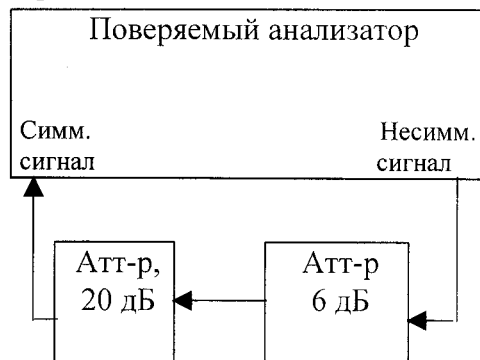 Поверяемый анализатор
Симм.
сигнал
Несимм.
сигнал
Атт-р,
20 дБ
Атт-р
6 дБ